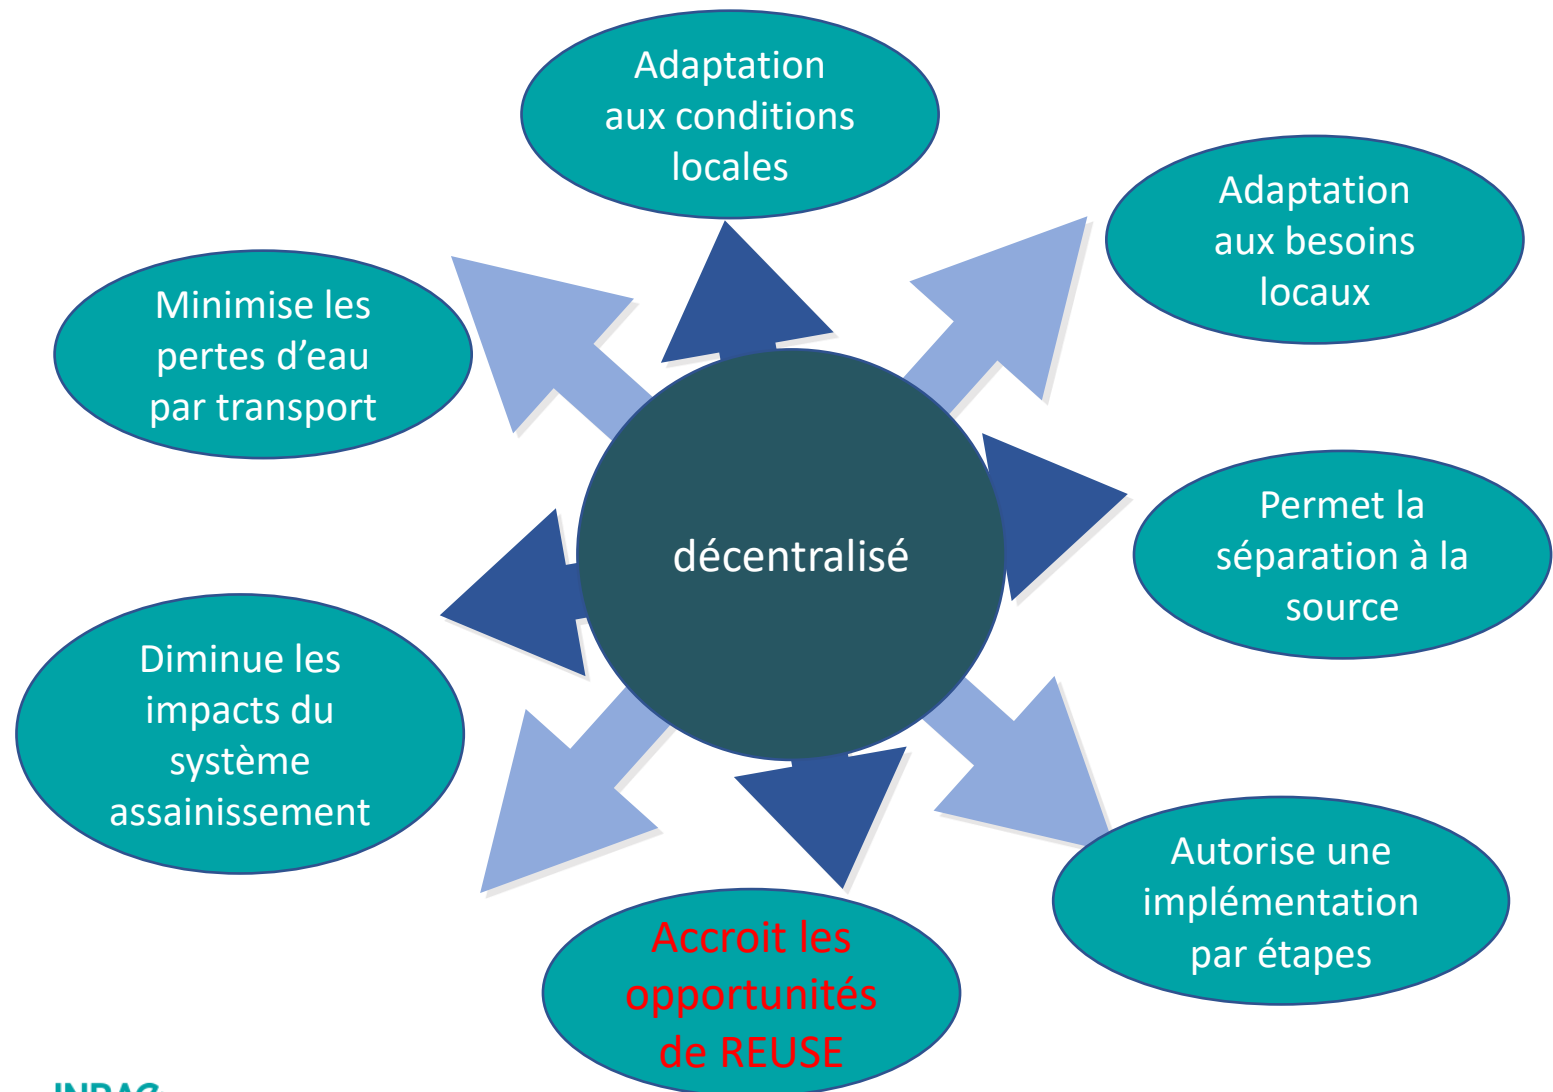 Adaptation
aux conditions
locales
Adaptation
aux besoins
locaux
Minimise les
pertes d’eau
par transport
Permet la
séparation à la
source
décentralisé
Diminue les
impacts du
système
assainissement
Autorise une
implémentation
par étapes
Accroit les
opportunités
de REUSE